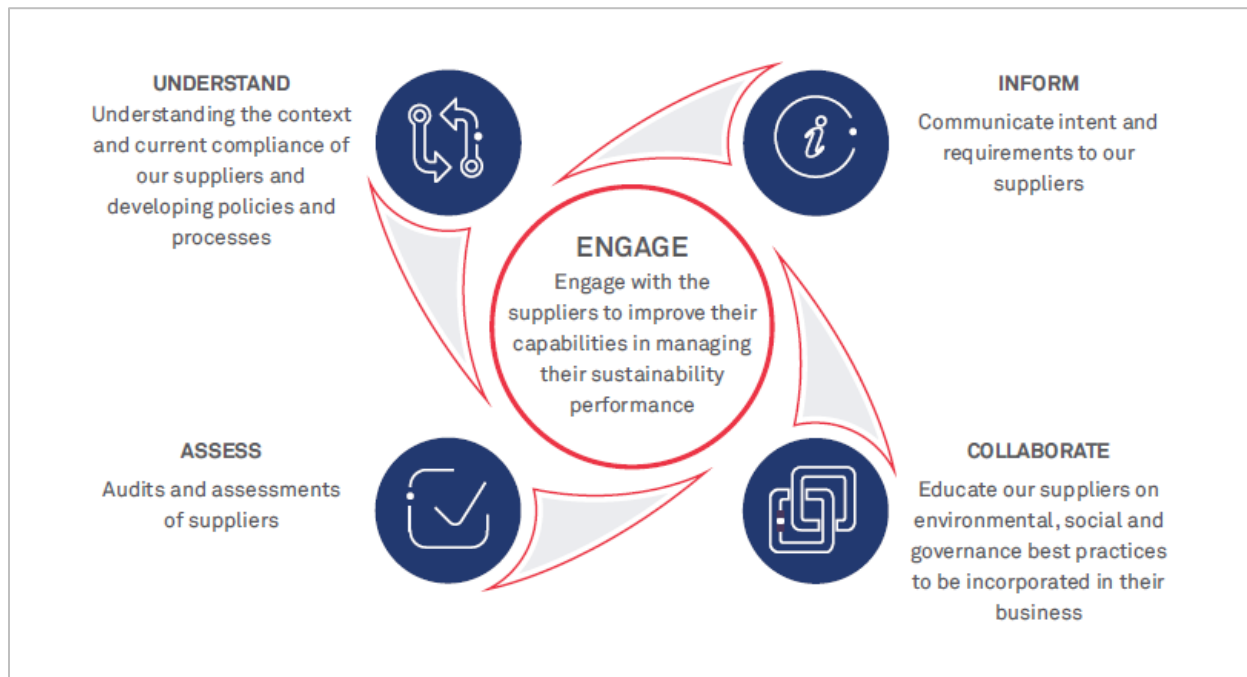 UNDERSTAND
Understanding the context
and current compliance of
our suppliers and
developing policies and
processes
INFORM
Communicate intent and
requirements to our
suppliers
ENGAGE
Engage with the
suppliers to improve their
capabilities in managing
their sustainability
performance
ASSESS
Audits and assessments
of suppliers
COLLABORATE
Educate our suppliers on
environmental, social and
governance best practices
to be incorporated in their
business